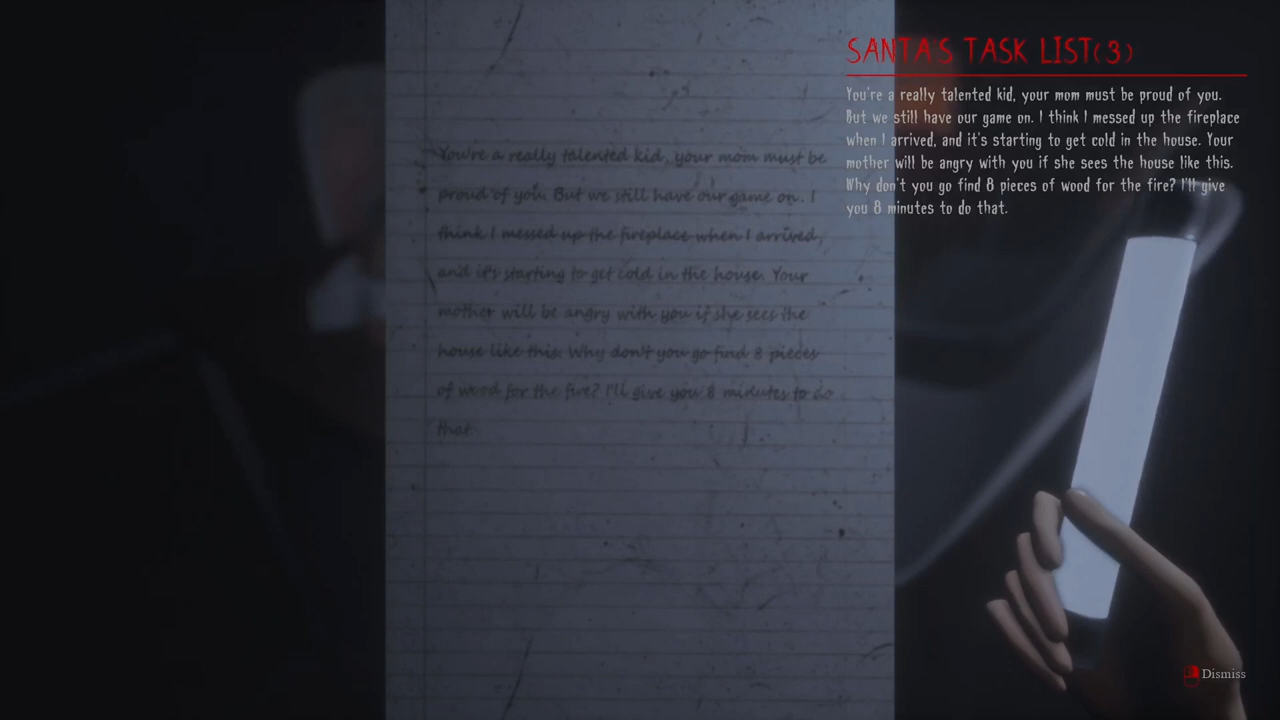 You're a really talented kid, your mom must be
proud of you. But we still have our game on. I
think I messed up the fireplace when I arrived,
and it's starting to get cold in the house. Your
mother will be angry with you if she sees the
house like this. Why don't you go find 8 pieces
of wood for the fire? I'll give you 8 minutes to do
that.
SANTA'S TASK LIST(3)
You're a really talented kid, your mom must be proud of you.
But we still have our game on. I think I messed up the fireplace
when I arrived, and it's starting to get cold in the house. Your
mother will be angry with you if she sees the house like this.
Why don't you go find 8 pieces of wood for the fire? I'll give
you 8 minutes to do that.
Dismiss